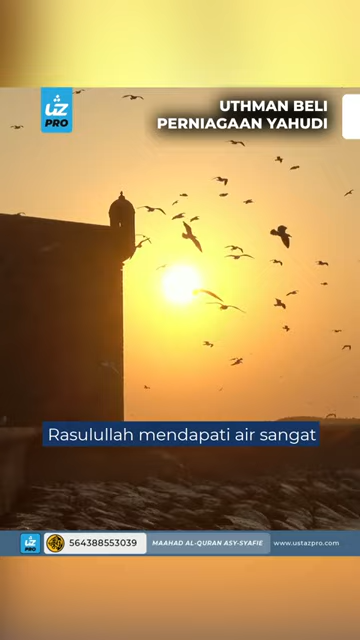 UZ
PRO
UTHMAN BELI
PERNIAGAAN YAHUDI
Rasulullah mendapati air sangat
UZ
PRO
564388553039
MAAHAD AL-QURAN ASY-SYAFIE
www.ustazpro.com